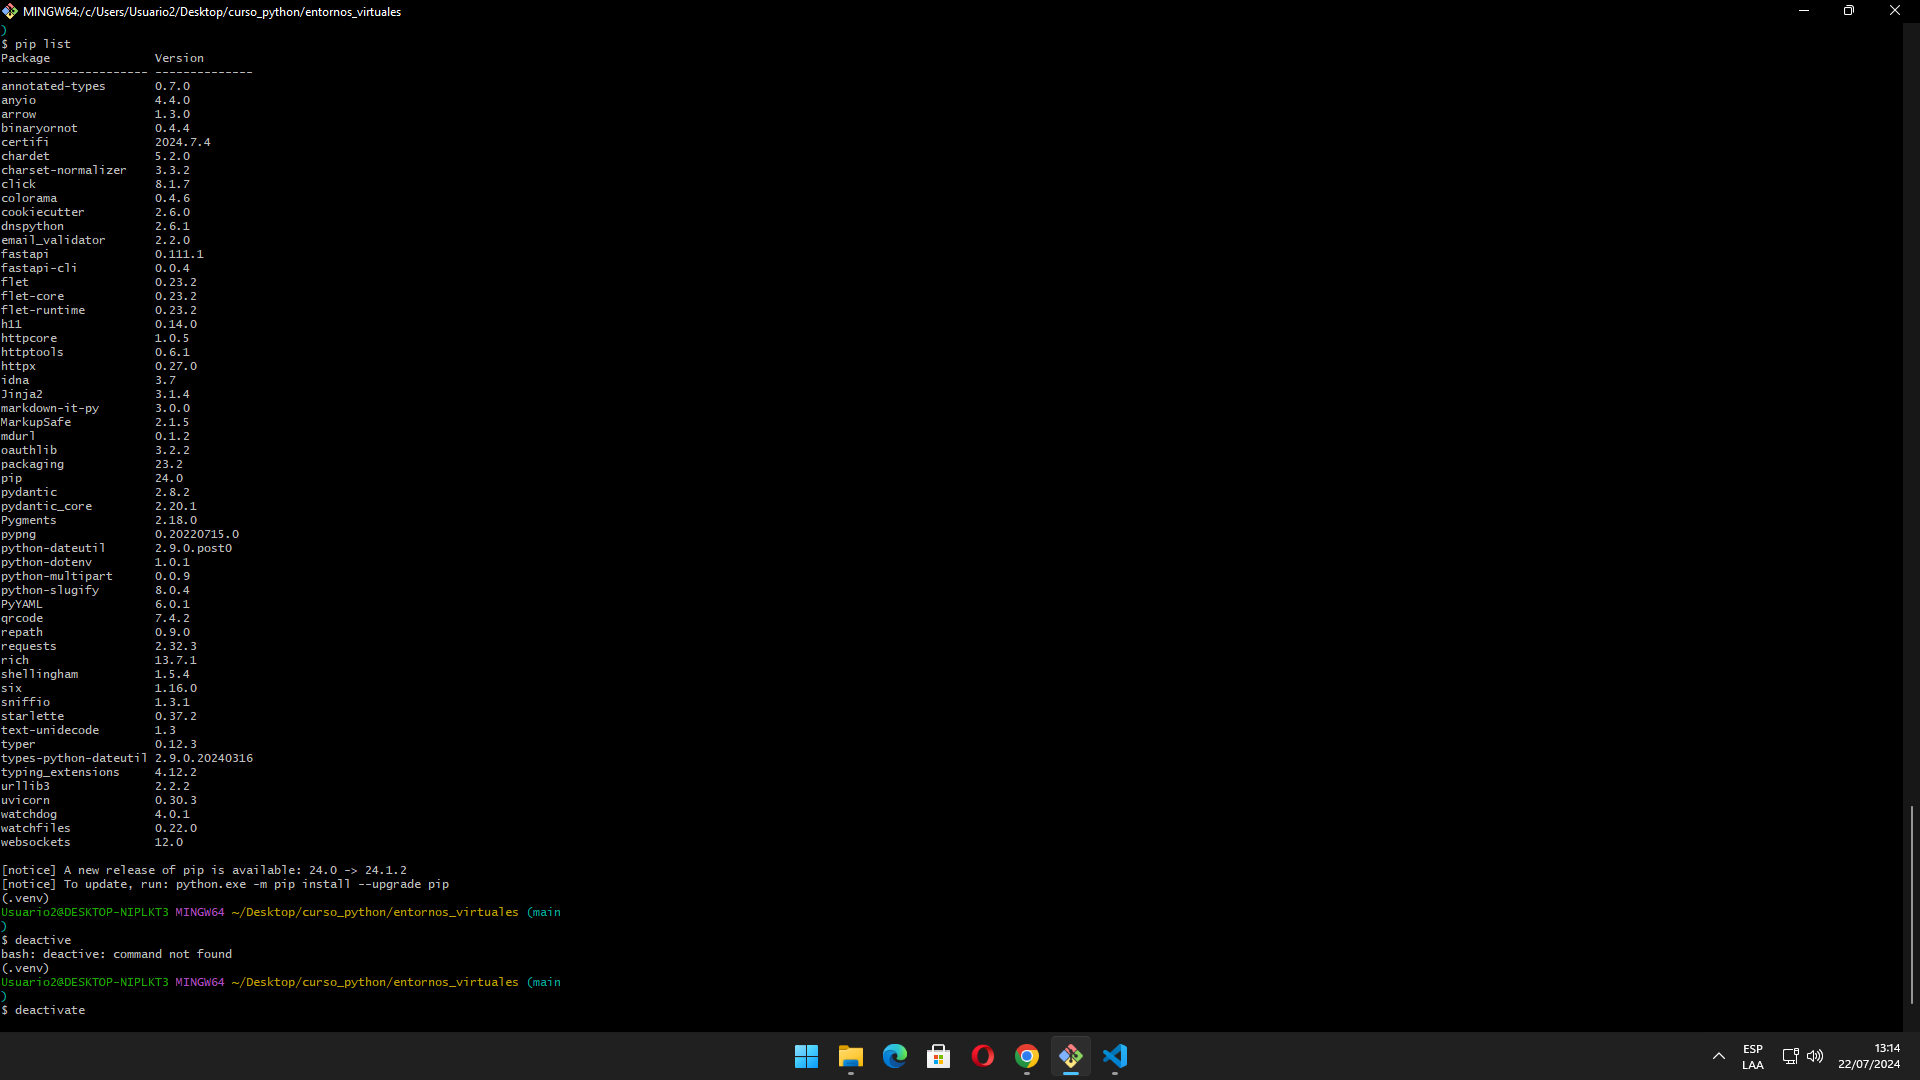 MINGW64:/c/Users/Usuario2/Desktop/curso_python/entornos_virtuales
)
$ pip list
Package Version
--------------------- --------------
annotated-types 0.7.0
anyio 4.4.0
arrow 1.3.0
binaryornot 0.4.4
certifi 2024.7.4
chardet 5.2.0
charset-normalizer 3.3.2
click 8.1.7
colorama 0.4.6
cookiecutter 2.6.0
dnspython 2.6.1
email_validator 2.2.0
fastapi 0.111.1
fastapi-cli 0.0.4
flet 0.23.2
flet-core 0.23.2
flet-runtime 0.23.2
h11 0.14.0
httpcore 1.0.5
httptools 0.6.1
httpx 0.27.0
idna 3.7
Jinja2 3.1.4
markdown-it-py 3.0.0
MarkupSafe 2.1.5
mdurl 0.1.2
oauthlib 3.2.2
packaging 23.2
pip 24.0
pydantic 2.8.2
pydantic_core 2.20.1
Pygments 2.18.0
pypng 0.20220715.0
python-dateutil 2.9.0.post0
python-dotenv 1.0.1
python-multipart 0.0.9
python-slugify 8.0.4
PyYAML 6.0.1
qrcode 7.4.2
repath 0.9.0
requests 2.32.3
rich 13.7.1
shellingham 1.5.4
six 1.16.0
sniffio 1.3.1
starlette 0.37.2
text-unidecode 1.3
typer 0.12.3
types-python-dateutil 2.9.0.20240316
typing_extensions 4.12.2
urllib3 2.2.2
uvicorn 0.30.3
watchdog 4.0.1
watchfiles 0.22.0
websockets 12.0
[notice] A new release of pip is available: 24.0 -> 24.1.2
[notice] To update, run: python.exe -m pip install --upgrade pip
(.venv)
Usuario2@DESKTOP-NIPLKT3 MINGW64 ~/Desktop/curso_python/entornos_virtuales (main
)
$ deactive
bash: deactive: command not found
(.venv)
Usuario2@DESKTOP-NIPLKT3 MINGW64 ~/Desktop/curso_python/entornos_virtuales (main
)
$ deactivate
ESP
LAA
13:14
22/07/2024